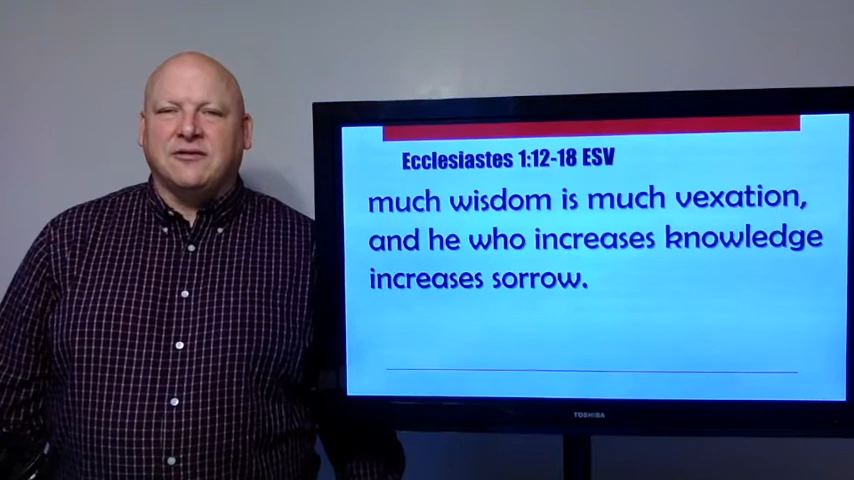 Ecclesiastes 1:12-18 ESV
much wisdom is much vexation,
and he who increases knowledge
increases sorrow.
TOSHIBA